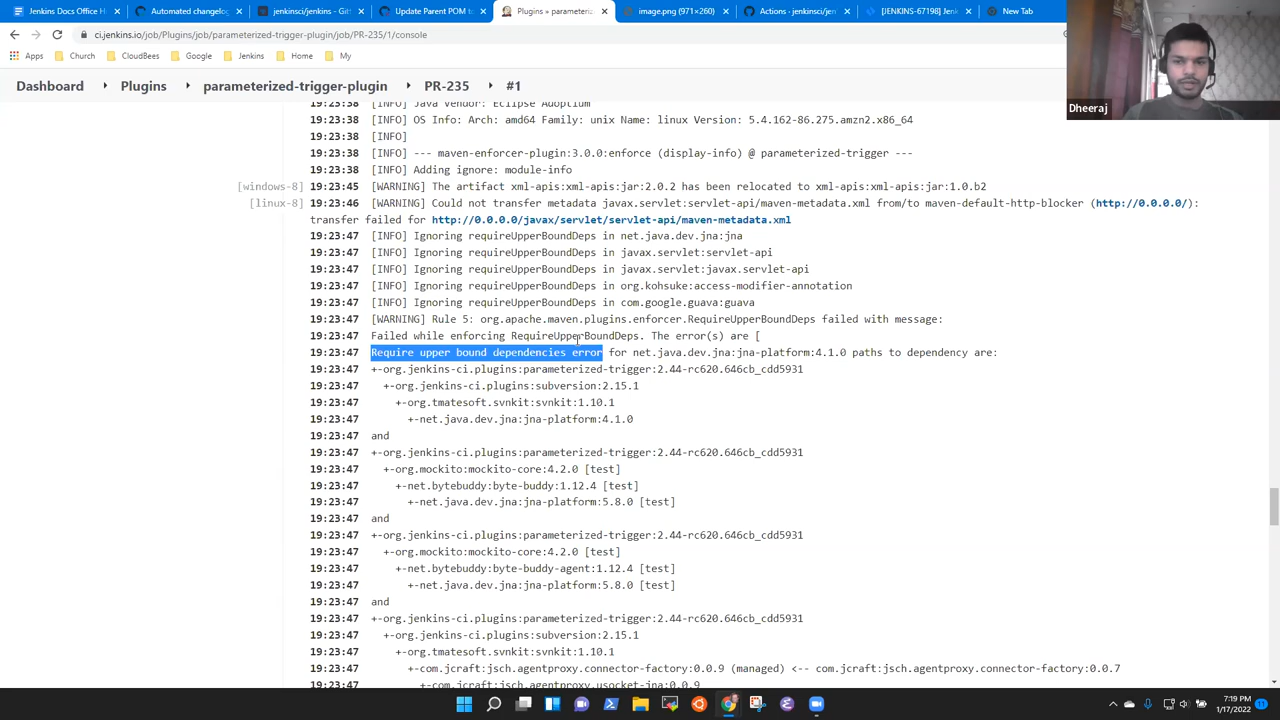 Jenkins Docs Office H
Automated changelog
jenkinsci/jenkins - Git
Update Parent POM to
Plugins » parameteriz
image.png (971×260)
Actions · jenkinsci/jen
[JENKINS-67198] Jenk
New Tab
ci.jenkins.io/job/Plugins/job/parameterized-trigger-plugin/job/PR-235/1/console
Apps
Church
CloudBees
Google
Jenkins
Home
My
Dheeraj
Dashboard
Plugins
parameterized-trigger-plugin
PR-235
#1
19:23:38 [INFO] Java Vendor: Eclipse Adoptium
19:23:38 [INFO] OS Info: Arch: amd64 Family: unix Name: linux Version: 5.4.162-86.275.amzn2.x86_64
19:23:38 [INFO]
19:23:38 [INFO] --- maven-enforcer-plugin:3.0.0:enforce (display-info) @ parameterized-trigger ---
19:23:38 [INFO] Adding ignore: module-info
[windows-8] 19:23:45 [WARNING] The artifact xml-apis:xml-apis:jar:2.0.2 has been relocated to xml-apis:xml-apis:jar:1.0.b2
[linux-8] 19:23:46 [WARNING] Could not transfer metadata javax.servlet:servlet-api/maven-metadata.xml from/to maven-default-http-blocker (http://0.0.0.0/):
transfer failed for http://0.0.0.0/javax/servlet/servlet-api/maven-metadata.xml
19:23:47 [INFO] Ignoring requireUpperBoundDeps in net.java.dev.jna:jna
19:23:47 [INFO] Ignoring requireUpperBoundDeps in javax.servlet:servlet-api
19:23:47 [INFO] Ignoring requireUpperBoundDeps in javax.servlet:javax.servlet-api
19:23:47 [INFO] Ignoring requireUpperBoundDeps in org.kohsuke:access-modifier-annotation
19:23:47 [INFO] Ignoring requireUpperBoundDeps in com.google.guava:guava
19:23:47 [WARNING] Rule 5: org.apache.maven.plugins.enforcer.RequireUpperBoundDeps failed with message:
19:23:47 Failed while enforcing RequireUpperBoundDeps. The error(s) are [
19:23:47 Require upper bound dependencies error for net.java.dev.jna:jna-platform:4.1.0 paths to dependency are:
19:23:47 +-org.jenkins-ci.plugins:parameterized-trigger:2.44-rc620.646cb_cdd5931
19:23:47 +-org.jenkins-ci.plugins:subversion:2.15.1
19:23:47 +-org.tmatesoft.svnkit:svnkit:1.10.1
19:23:47 +-net.java.dev.jna:jna-platform:4.1.0
19:23:47 and
19:23:47 +-org.jenkins-ci.plugins:parameterized-trigger:2.44-rc620.646cb_cdd5931
19:23:47 +-org.mockito:mockito-core:4.2.0 [test]
19:23:47 +-net.bytebuddy:byte-buddy:1.12.4 [test]
19:23:47 +-net.java.dev.jna:jna-platform:5.8.0 [test]
19:23:47 and
19:23:47 +-org.jenkins-ci.plugins:parameterized-trigger:2.44-rc620.646cb_cdd5931
19:23:47 +-org.mockito:mockito-core:4.2.0 [test]
19:23:47 +-net.bytebuddy:byte-buddy-agent:1.12.4 [test]
19:23:47 +-net.java.dev.jna:jna-platform:5.8.0 [test]
19:23:47 and
19:23:47 +-org.jenkins-ci.plugins:parameterized-trigger:2.44-rc620.646cb_cdd5931
19:23:47 +-org.jenkins-ci.plugins:subversion:2.15.1
19:23:47 +-org.tmatesoft.svnkit:svnkit:1.10.1
19:23:47 +-com.jcraft:jsch.agentproxy.connector-factory:0.0.9 (managed) <-- com.jcraft:jsch.agentproxy.connector-factory:0.0.7
19:23:47 +-com.jcraft:jsch.agentproxy.usocket-jna:0.0.9
7:19 PM
1/17/2022